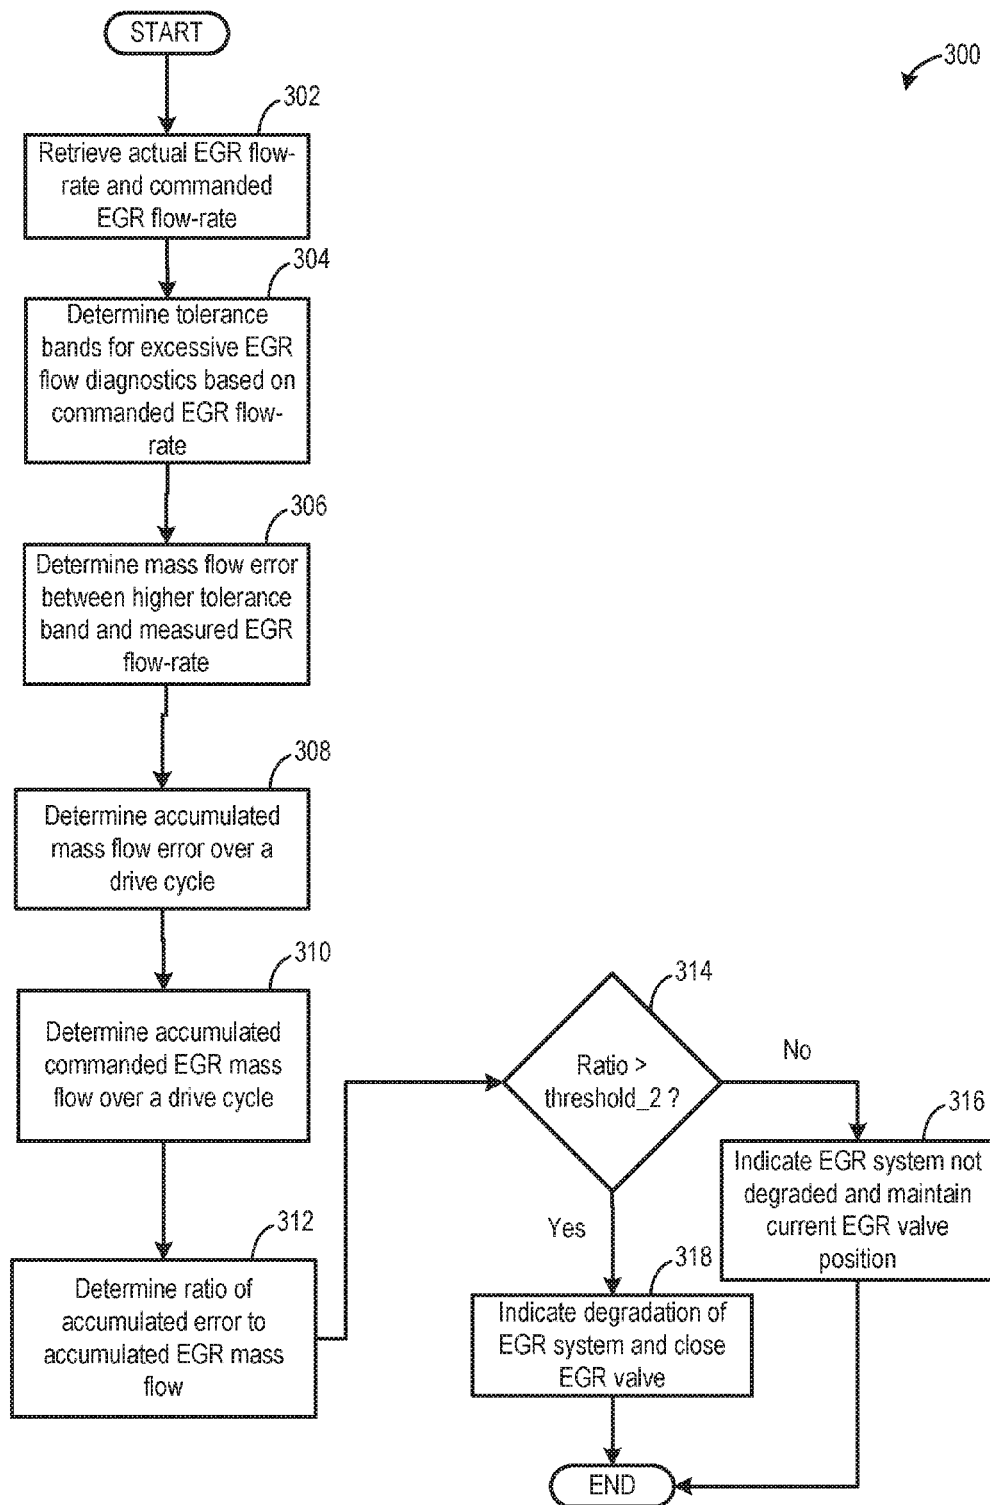 START
300
302
Retrieve actual EGR flow-
rate and commanded
EGR flow-rate
304
Determine tolerance
bands for excessive EGR
flow diagnostics based on
commanded EGR flow-
rate
306
Determine mass flow error
between higher tolerance
band and measured EGR
flow-rate
308
Determine accumulated
mass flow error over a
drive cycle
310
Determine accumulated
commanded EGR mass
flow over a drive cycle
312
Determine ratio of
accumulated error to
accumulated EGR mass
flow
314
Ratio >
threshold_2 ?
No
316
Indicate EGR system not
degraded and maintain
current EGR valve
position
Yes
318
Indicate degradation of
EGR system and close
EGR valve
END